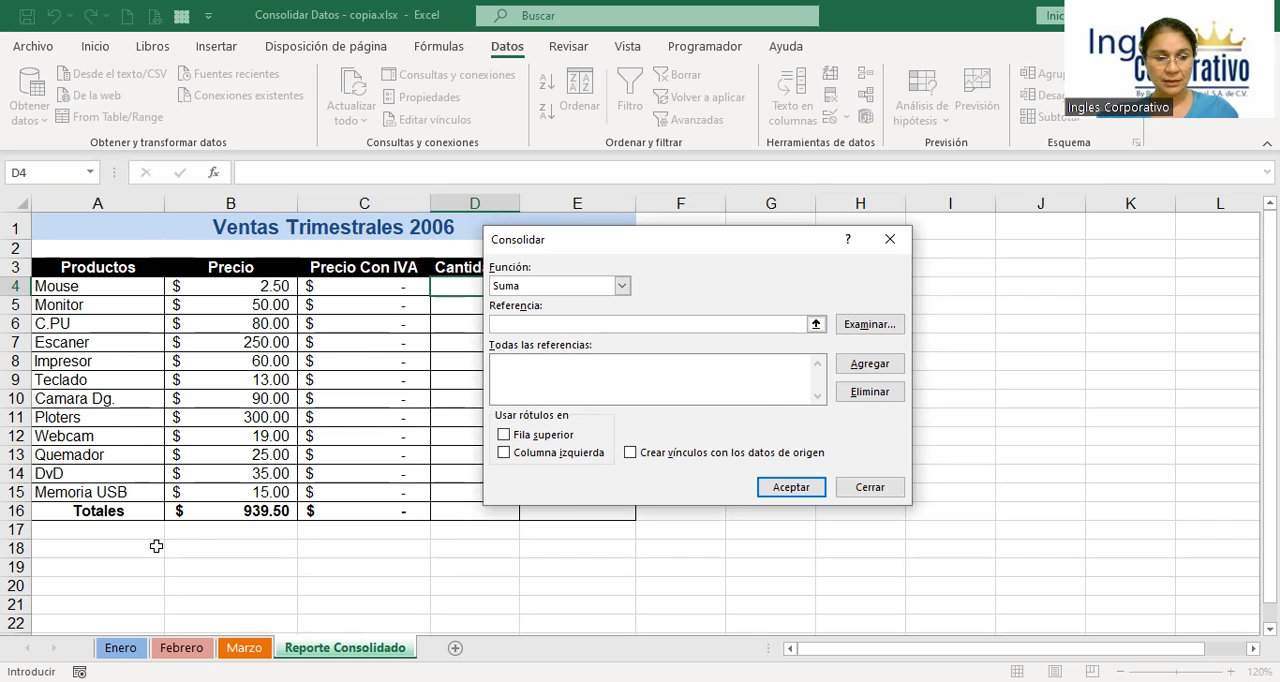 Consolidar Datos - copia.xlsx - Excel
Buscar
Archivo Inicio Libros Insertar Disposición de página Fórmulas Datos Revisar Vista Programador Ayuda
Desde el texto/CSV Fuentes recientes
De la web Conexiones existentes
From Table/Range
Obtener datos
Obtener y transformar datos
Actualizar todo
Consultas y conexiones
Propiedades
Editar vínculos
Consultas y conexiones
Ordenar
Filtro
Borrar
Volver a aplicar
Avanzadas
Ordenar y filtrar
Texto en columnas
Herramientas de datos
Análisis de hipótesis
Previsión
Previsión
Esquema
Ingles Corporativo
D4 fx
A B C D E F G H I J K L
1 Ventas Trimestrales 2006
2
3 Productos Precio Precio Con IVA
4 Mouse $ 2.50 $ -
5 Monitor $ 50.00 $ -
6 C.PU $ 80.00 $ -
7 Escaner $ 250.00 $ -
8 Impresor $ 60.00 $ -
9 Teclado $ 13.00 $ -
10 Camara Dg. $ 90.00 $ -
11 Ploters $ 300.00 $ -
12 Webcam $ 19.00 $ -
13 Quemador $ 25.00 $ -
14 DvD $ 35.00 $ -
15 Memoria USB $ 15.00 $ -
16 Totales $ 939.50 $ -
17
18
19
20
21
22
Consolidar ?
Función:
Suma
Referencia:
Examinar...
Todas las referencias:
Agregar
Eliminar
Usar rótulos en
Fila superior
Columna izquierda Crear vínculos con los datos de origen
Aceptar Cerrar
Enero Febrero Marzo Reporte Consolidado
Introducir 120%